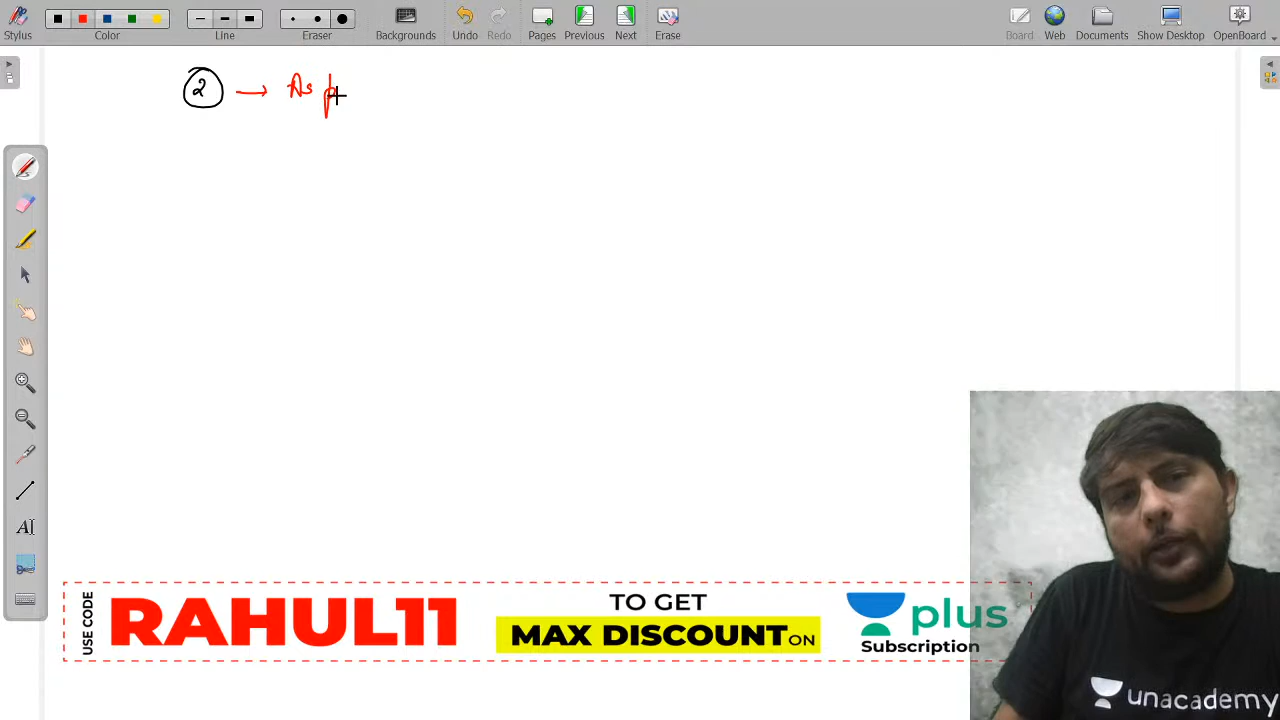 Stylus
Color
Line
Eraser
Backgrounds
Undo
Redo
Pages
Previous
Next
Erase
Board
Web
Documents
Show Desktop
OpenBoard
2 → As p
USE CODE
RAHUL11
TO GET
MAX DISCOUNT ON
plus
Subscription
unacademy